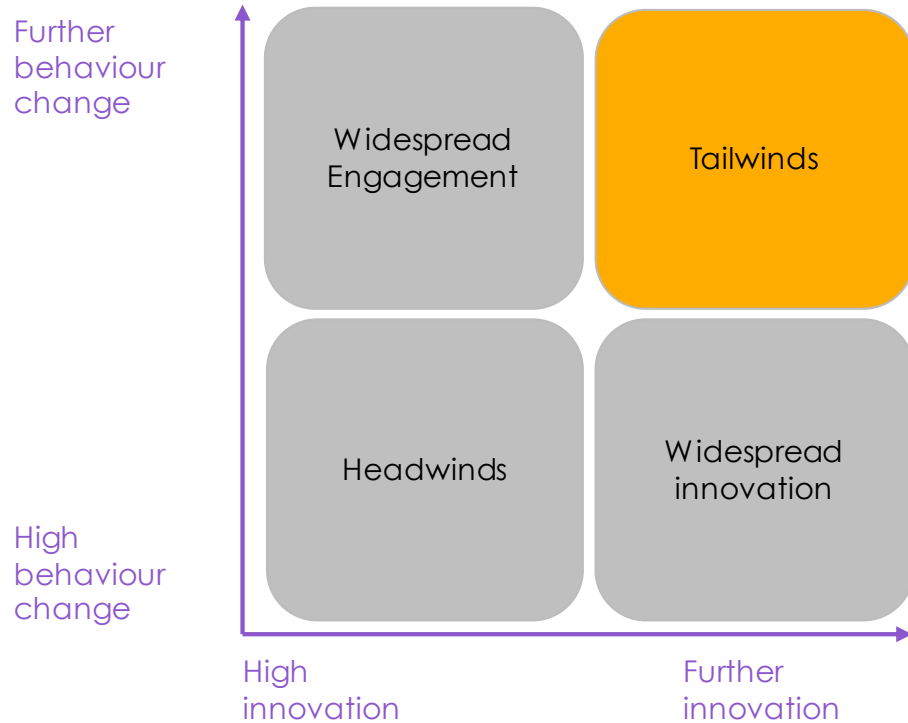 Further
behaviour
change
Widespread
Engagement
Tailwinds
Headwinds
Widespread
innovation
High
behaviour
change
High
innovation
Further
innovation